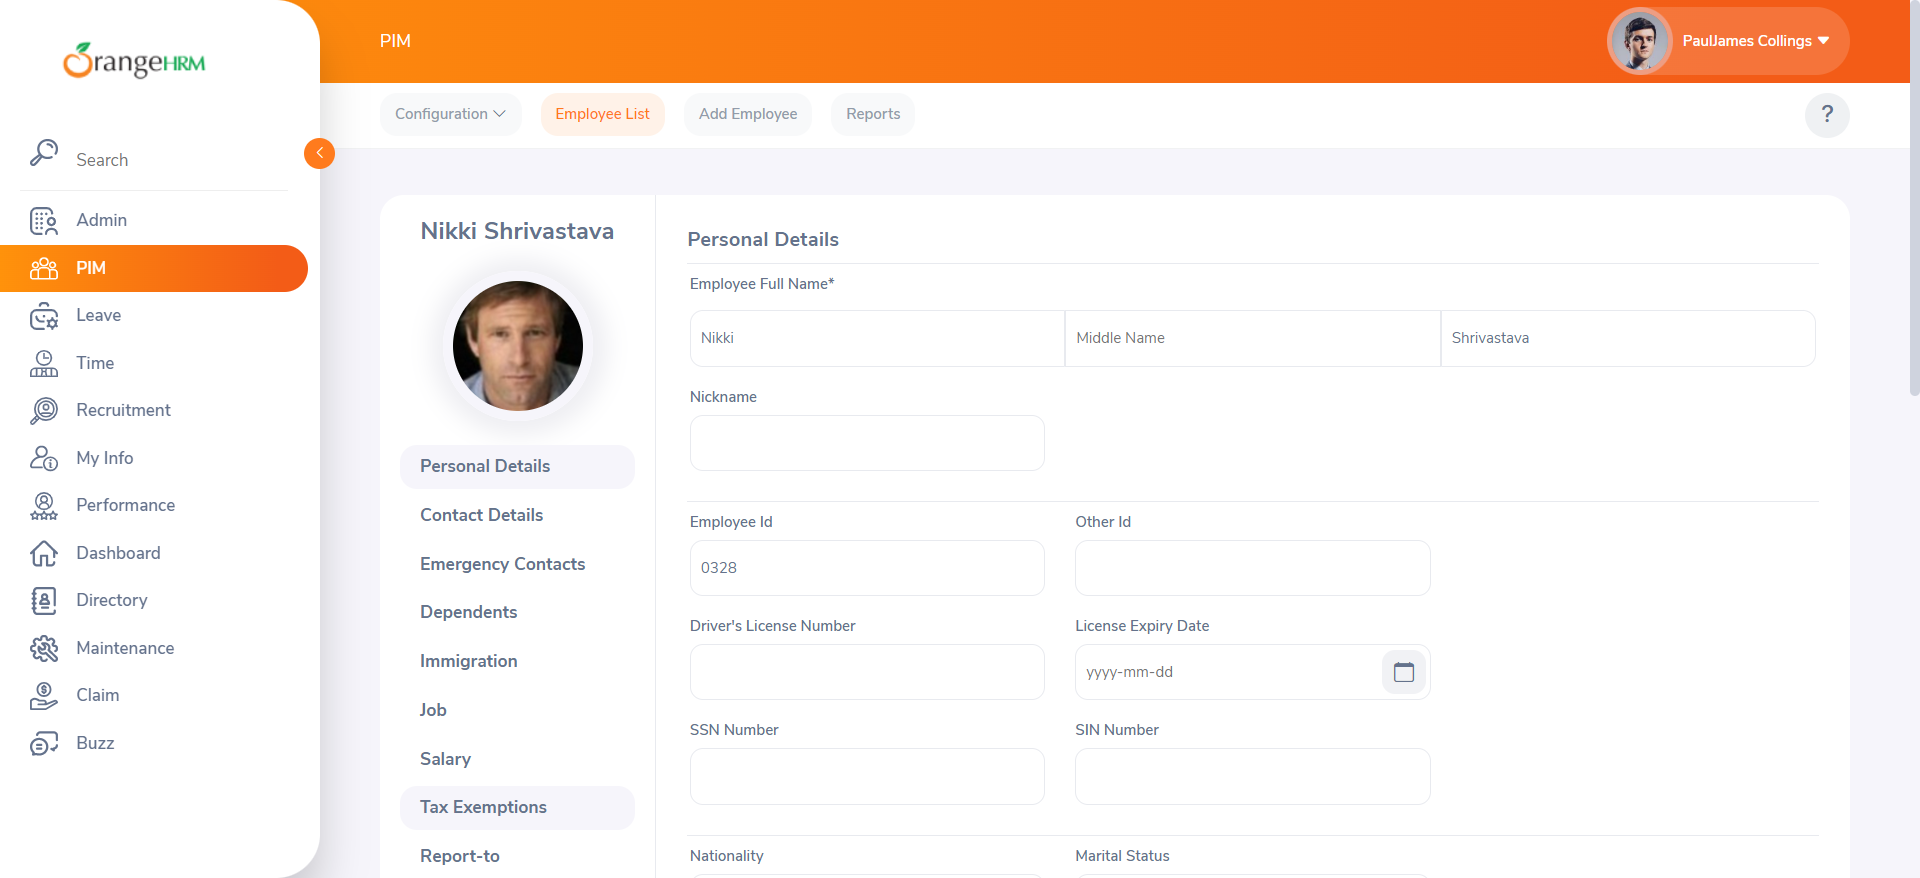 OrangeHRM
Search
Admin
PIM
Leave
Time
Recruitment
My Info
Performance
Dashboard
Directory
Maintenance
Claim
Buzz
PIM
PaulJames Collings
Configuration
Employee List
Add Employee
Reports
?
Nikki Shrivastava
Personal Details
Contact Details
Emergency Contacts
Dependents
Immigration
Job
Salary
Tax Exemptions
Report-to
Personal Details
Employee Full Name*
Nikki
Middle Name
Shrivastava
Nickname
Employee Id
Other Id
0328
Driver's License Number
License Expiry Date
yyyy-mm-dd
SSN Number
SIN Number
Nationality
Marital Status